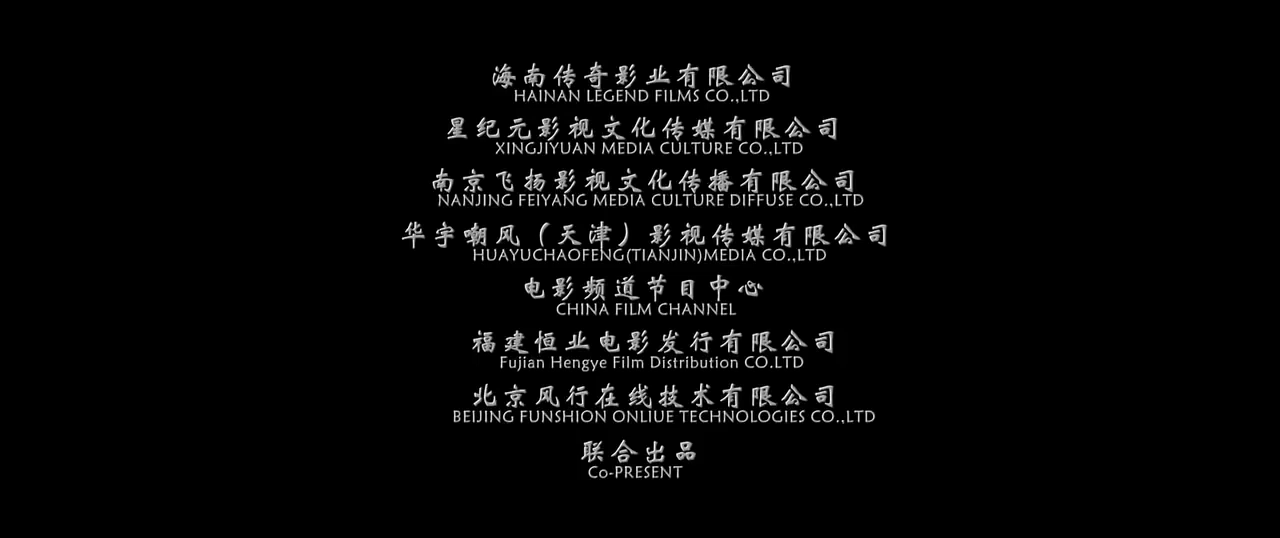 海南传奇影业有限公司
HAINAN LEGEND FILMS CO.,LTD
星纪元影视文化传媒有限公司
XINGJIYUAN MEDIA CULTURE CO.,LTD
南京飞扬影视文化传播有限公司
NANJING FEIYANG MEDIA CULTURE DIFFUSE CO.,LTD
华宇嘲风（天津）影视传媒有限公司
HUAYUCHAOFENG(TIANJIN)MEDIA CO.,LTD
电影频道节目中心
CHINA FILM CHANNEL
福建恒业电影发行有限公司
Fujian Hengye Film Distribution CO.LTD
北京风行在线技术有限公司
BEIJING FUNSHION ONLIUE TECHNOLOGIES CO.,LTD
联合出品
Co-PRESENT